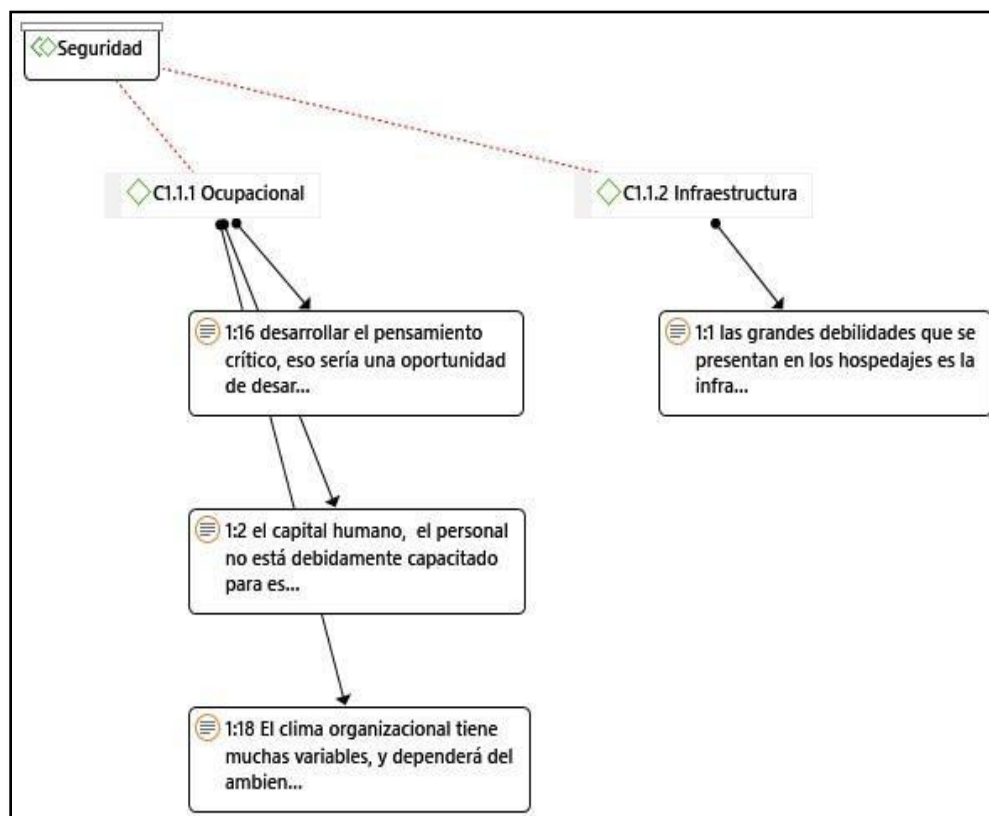 Seguridad
C1.1.1 Ocupacional
C1.1.2 Infraestructura
1:16 desarrollar el pensamiento
crítico, eso sería una oportunidad
de desar...
1:1 las grandes debilidades que se
presentan en los hospedajes es la
infra...
1:2 el capital humano,  el personal
no está debidamente capacitado
para es...
1:18 El clima organizacional tiene
muchas variables, y dependerá del
ambien...